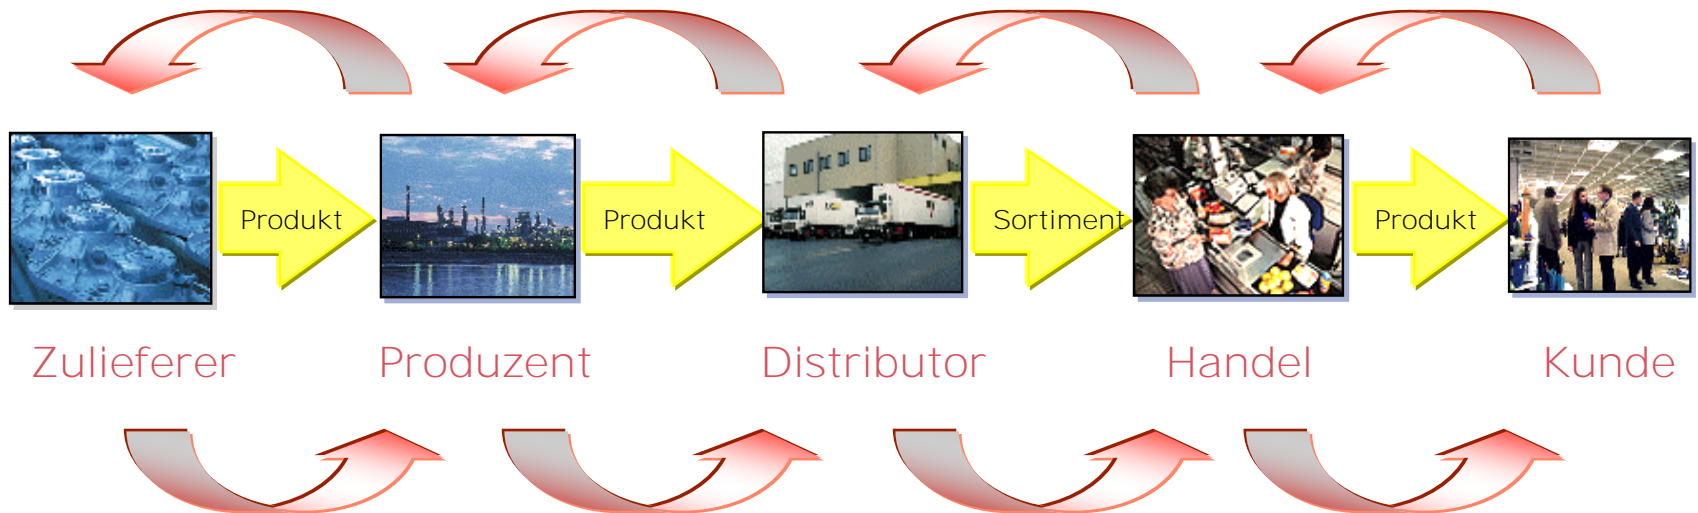 Produkt
Produkt
Sortiment
Produkt
Zulieferer
Produzent
Distributor
Handel
Kunde